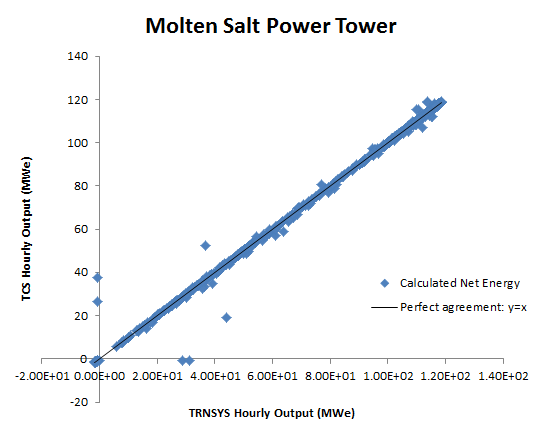 Molten Salt Power Tower
140
120
100
80
60
40
20
0
-20
TCS Hourly Output (MWe)
-2.00E+01 0.00E+00 2.00E+01 4.00E+01 6.00E+01 8.00E+01 1.00E+02 1.20E+02 1.40E+02
TRNSYS Hourly Output (MWe)
Calculated Net Energy
Perfect agreement: y=x